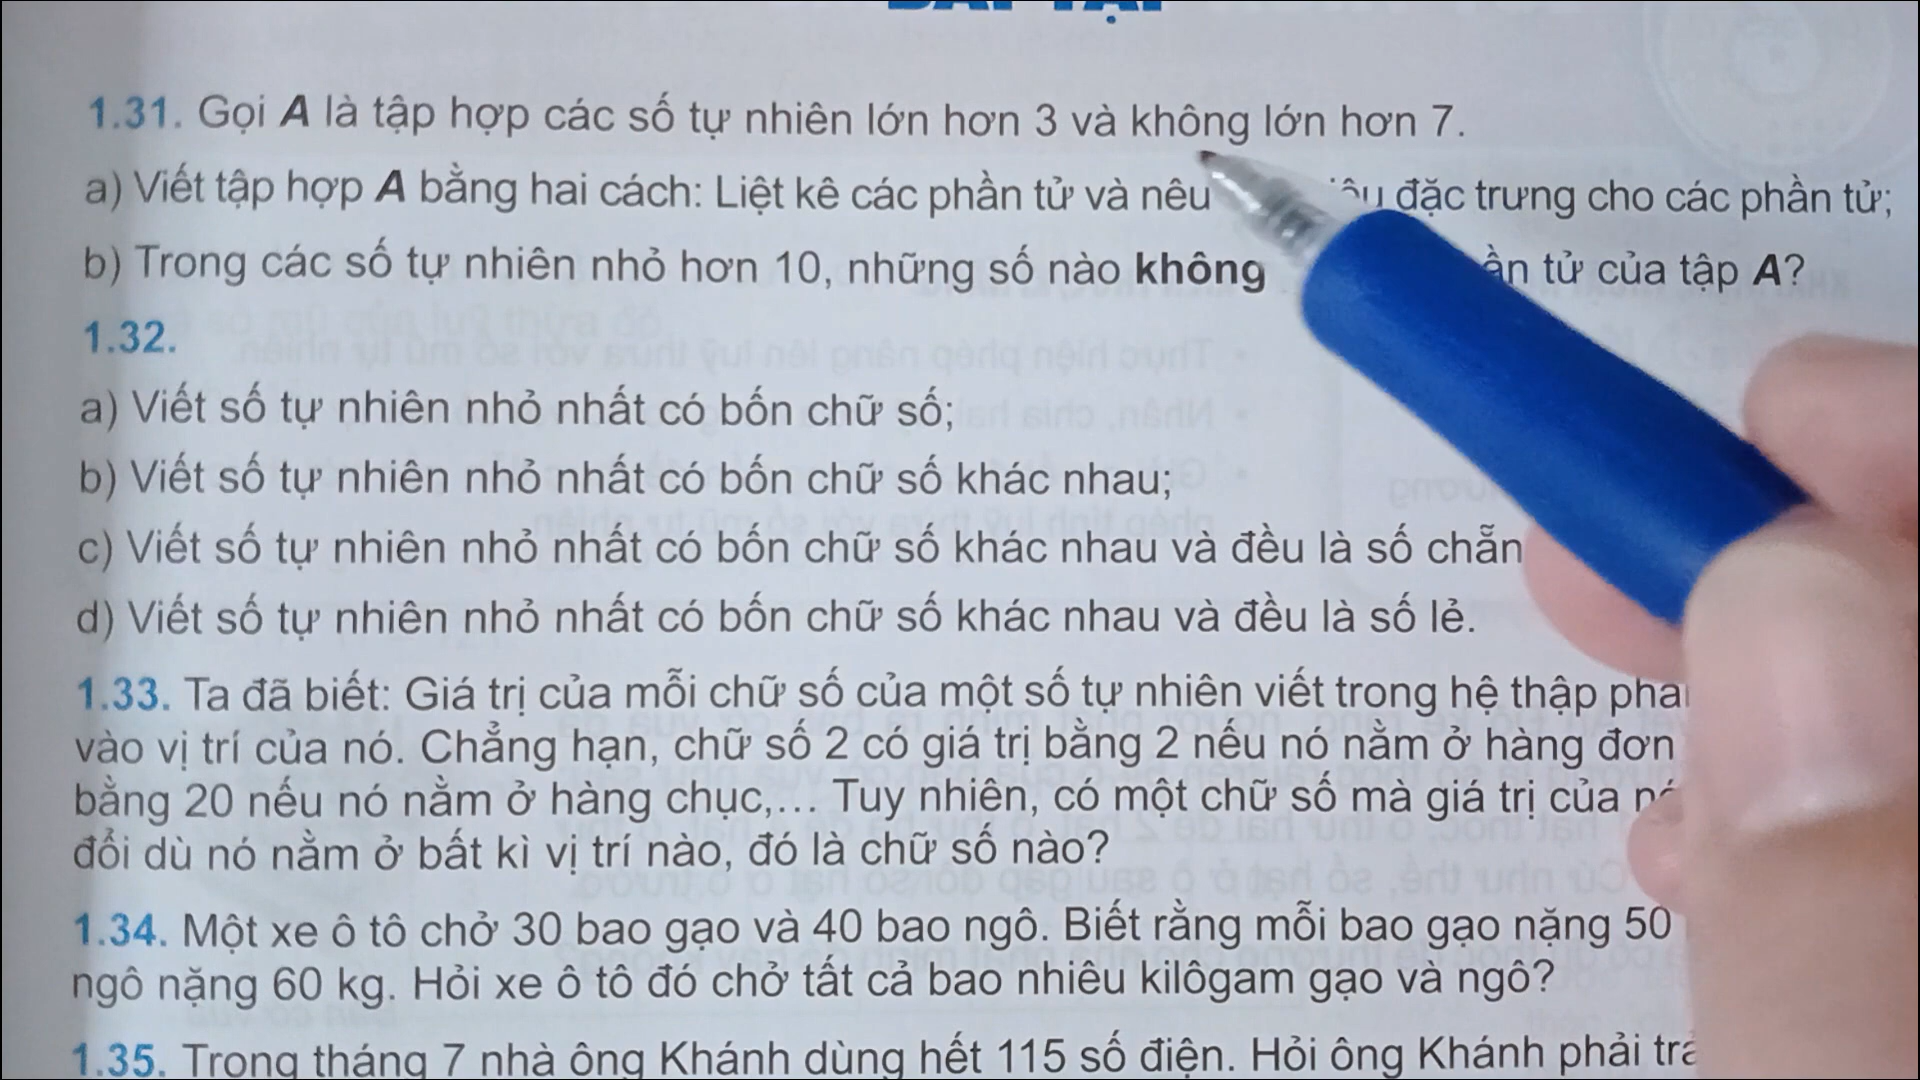 1.31. Gọi A là tập hợp các số tự nhiên lớn hơn 3 và không lớn hơn 7.
a) Viết tập hợp A bằng hai cách: Liệt kê các phần tử và nêu đặc trưng cho các phần tử;
b) Trong các số tự nhiên nhỏ hơn 10, những số nào không tử của tập A?
1.32.
a) Viết số tự nhiên nhỏ nhất có bốn chữ số;
b) Viết số tự nhiên nhỏ nhất có bốn chữ số khác nhau;
c) Viết số tự nhiên nhỏ nhất có bốn chữ số khác nhau và đều là số chẵn
d) Viết số tự nhiên nhỏ nhất có bốn chữ số khác nhau và đều là số lẻ.
1.33. Ta đã biết: Giá trị của mỗi chữ số của một số tự nhiên viết trong hệ thập
vào vị trí của nó. Chẳng hạn, chữ số 2 có giá trị bằng 2 nếu nó nằm ở hàng đơn
bằng 20 nếu nó nằm ở hàng chục,... Tuy nhiên, có một chữ số mà giá trị của
đổi dù nó nằm ở bất kì vị trí nào, đó là chữ số nào?
1.34. Một xe ô tô chở 30 bao gạo và 40 bao ngô. Biết rằng mỗi bao gạo nặng 50
ngô nặng 60 kg. Hỏi xe ô tô đó chở tất cả bao nhiêu kilôgam gạo và ngô?
1.35. Trong tháng 7 nhà ông Khánh dùng hết 115 số điện. Hỏi ông Khánh phải